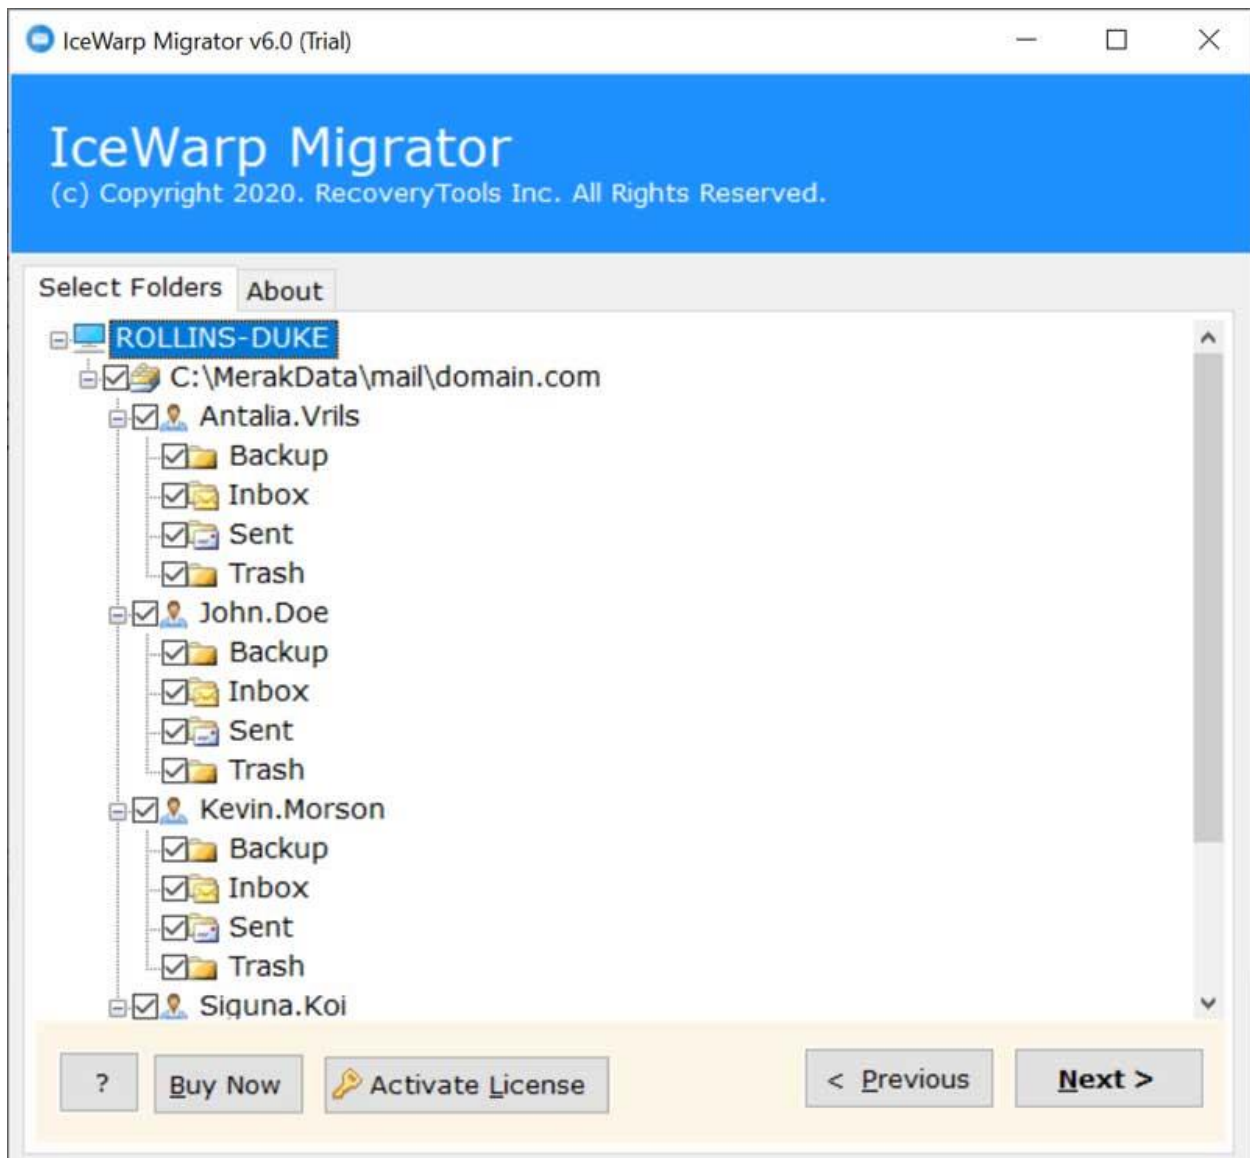 IceWarp Migrator v6.0 (Trial)
IceWarp Migrator
(c) Copyright 2020. RecoveryTools Inc. All Rights Reserved.
Select Folders About
ROLLINS-DUKE
C:\MerakData\mail\domain.com
Antalia.Vrils
Backup
Inbox
Sent
Trash
John.Doe
Backup
Inbox
Sent
Trash
Kevin.Morson
Backup
Inbox
Sent
Trash
Siguna.Koi
? Buy Now Activate License < Previous Next >